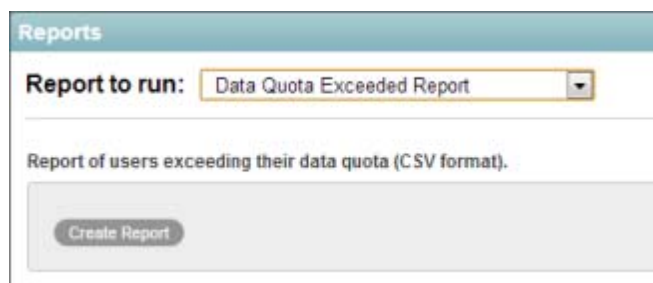 Reports
Report to run: Data Quota Exceeded Report
Report of users exceeding their data quota (CSV format).
Create Report